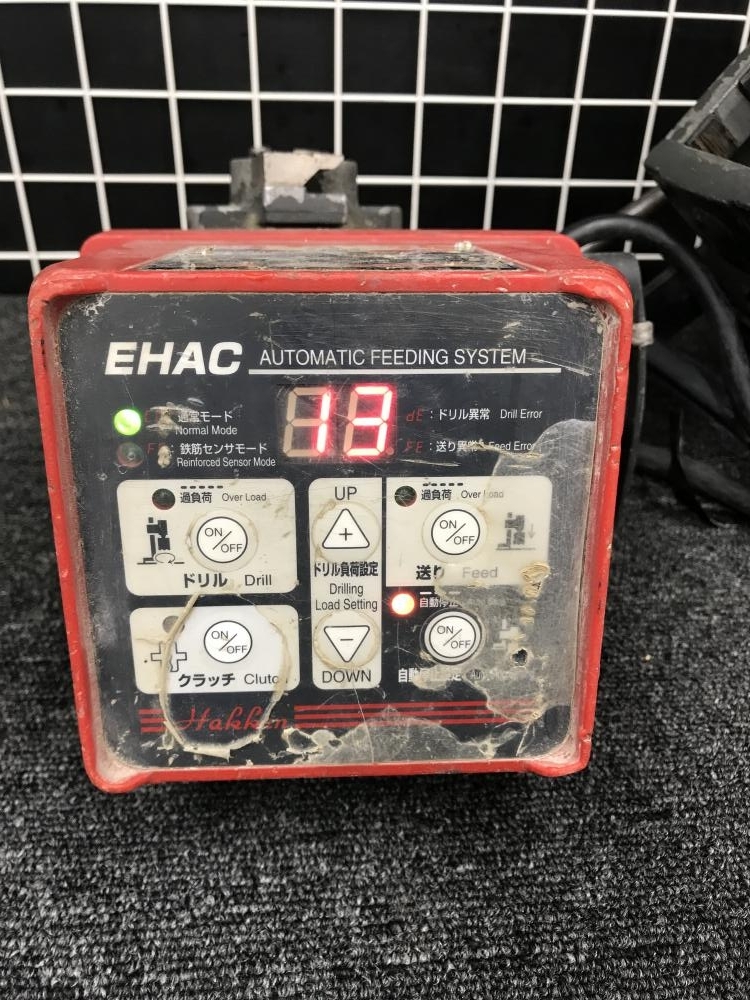 EHAC AUTOMATIC FEEDING SYSTEM
通常モード
Normal Mode
鉄筋センサモード
Reinforced Sensor Mode
13
dE : ドリル異常 Drill Error
FE : 送り異常 Feed Error
過負荷 Over Load
ON/OFF
ドリル Drill
UP
+
ドリル負荷設定
Drilling
Load Setting
−
DOWN
過負荷 Over Load
ON/OFF
送り Feed
ON/OFF
クラッチ Clutch
自動停止
ON/OFF
Hakken